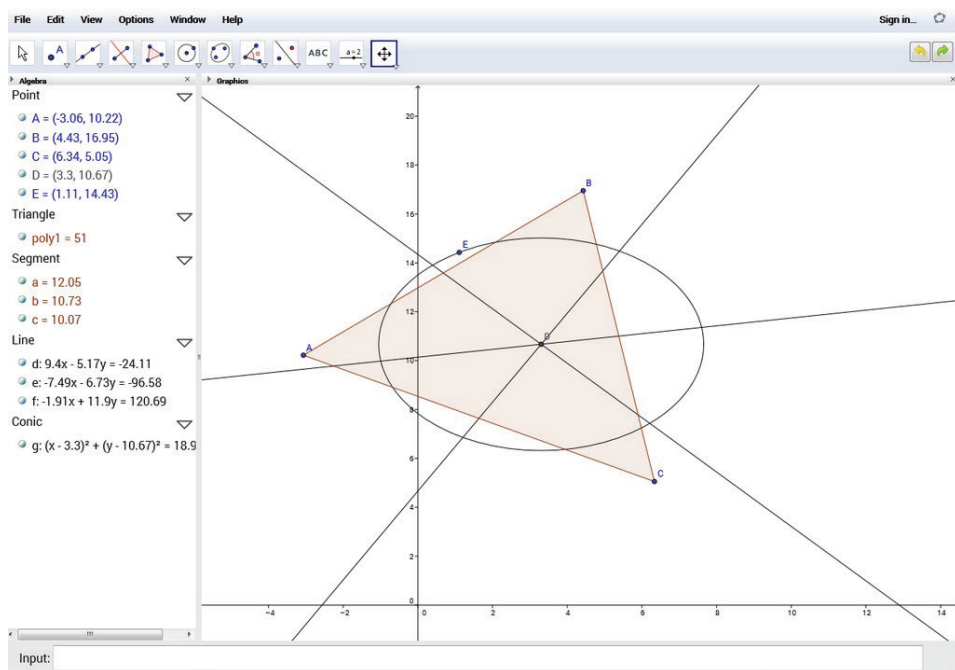 File Edit View Options Window Help Sign in...
A ABC a=2
Algebra × Graphics ×
Point
A = (-3.06, 10.22)
B = (4.43, 16.95)
C = (6.34, 5.05)
D = (3.3, 10.67)
E = (1.11, 14.43)
Triangle
poly1 = 51
Segment
a = 12.05
b = 10.73
c = 10.07
Line
d: 9.4x - 5.17y = -24.11
e: -7.49x - 6.73y = -96.58
f: -1.91x + 11.9y = 120.69
Conic
g: (x - 3.3)² + (y - 10.67)² = 18.9
20
18
16
14
12
10
8
6
4
2
0
-4 -2 0 2 4 6 8 10 12 14
B
E
D
A
C
Input: